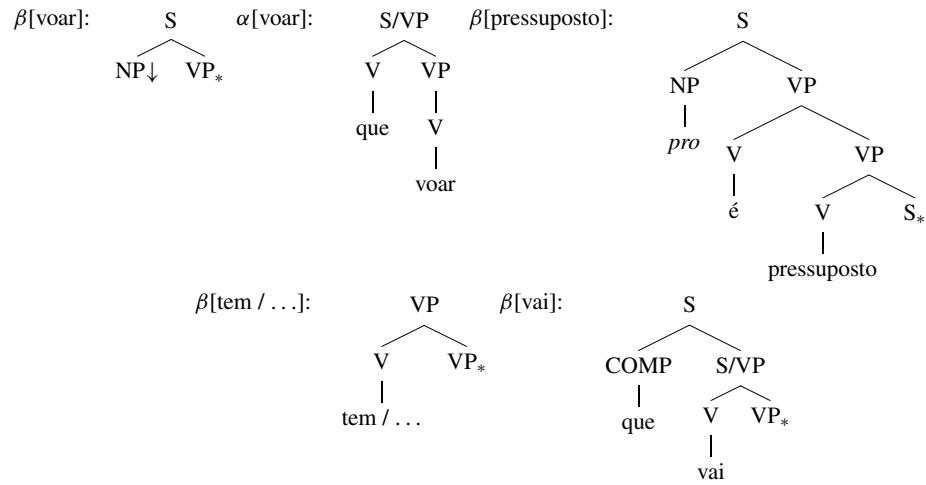 β[voar]: S α[voar]: S/VP β[pressuposto]: S
NP↓ VP* V VP NP VP
que V pro V VP
voar é V S*
pressuposto
β[tem / . . .]: VP β[vai]: S
V VP* COMP S/VP
tem / . . . que V VP*
vai